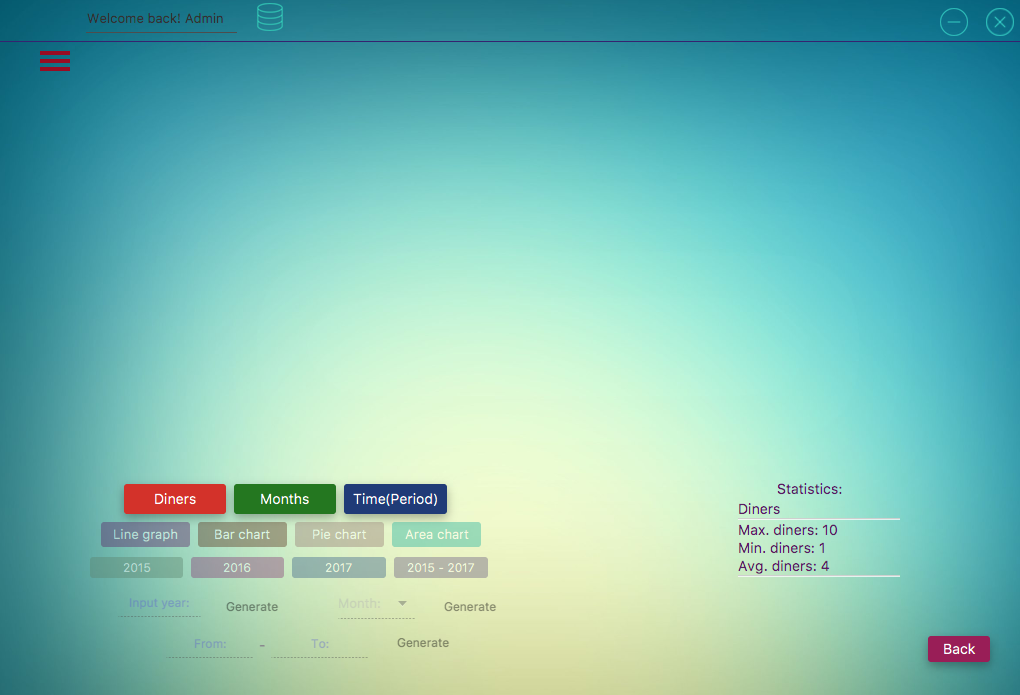 Welcome back! Admin
Diners Months Time(Period)
Line graph Bar chart Pie chart Area chart
2015 2016 2017 2015 - 2017
Input year: Generate Month: Generate
From: - To: Generate
Statistics:
Diners
Max. diners: 10
Min. diners: 1
Avg. diners: 4
Back